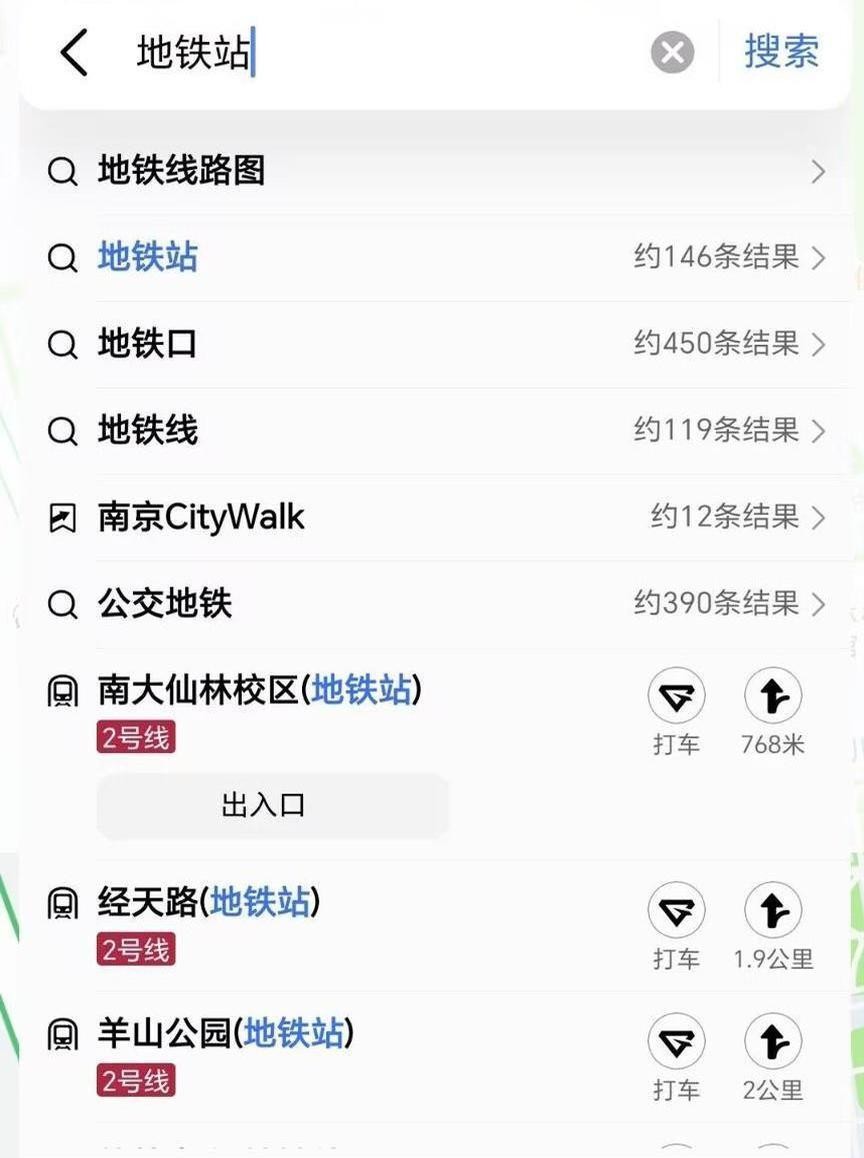 地铁站 搜索
地铁线路图
地铁站 约146条结果
地铁口 约450条结果
地铁线 约119条结果
南京CityWalk 约12条结果
公交地铁 约390条结果
南大仙林校区(地铁站)
2号线
打车 768米
出入口
经天路(地铁站)
2号线
打车 1.9公里
羊山公园(地铁站)
2号线
打车 2公里